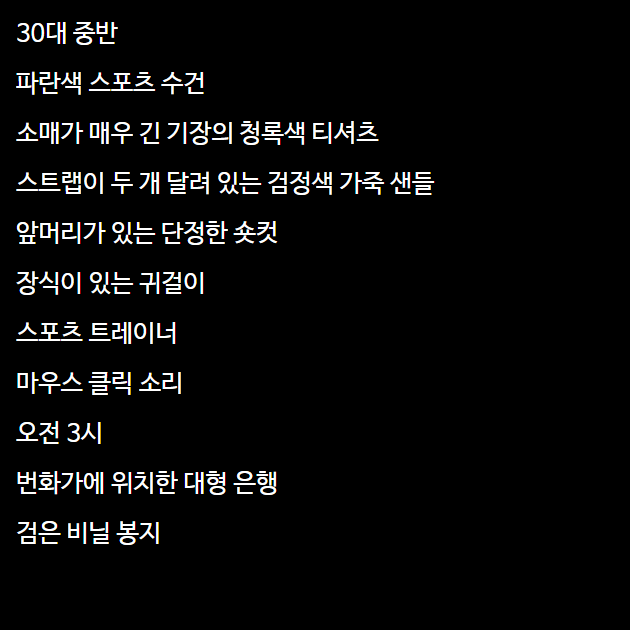 30대 중반
파란색 스포츠 수건
소매가 매우 긴 기장의 청록색 티셔츠
스트랩이 두 개 달려 있는 검정색 가죽 샌들
앞머리가 있는 단정한 숏컷
장식이 있는 귀걸이
스포츠 트레이너
마우스 클릭 소리
오전 3시
번화가에 위치한 대형 은행
검은 비닐 봉지